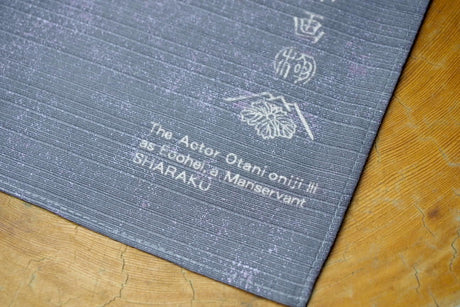 画
The Actor Otani oniji III
as Edohei, a Manservant
SHARAKU